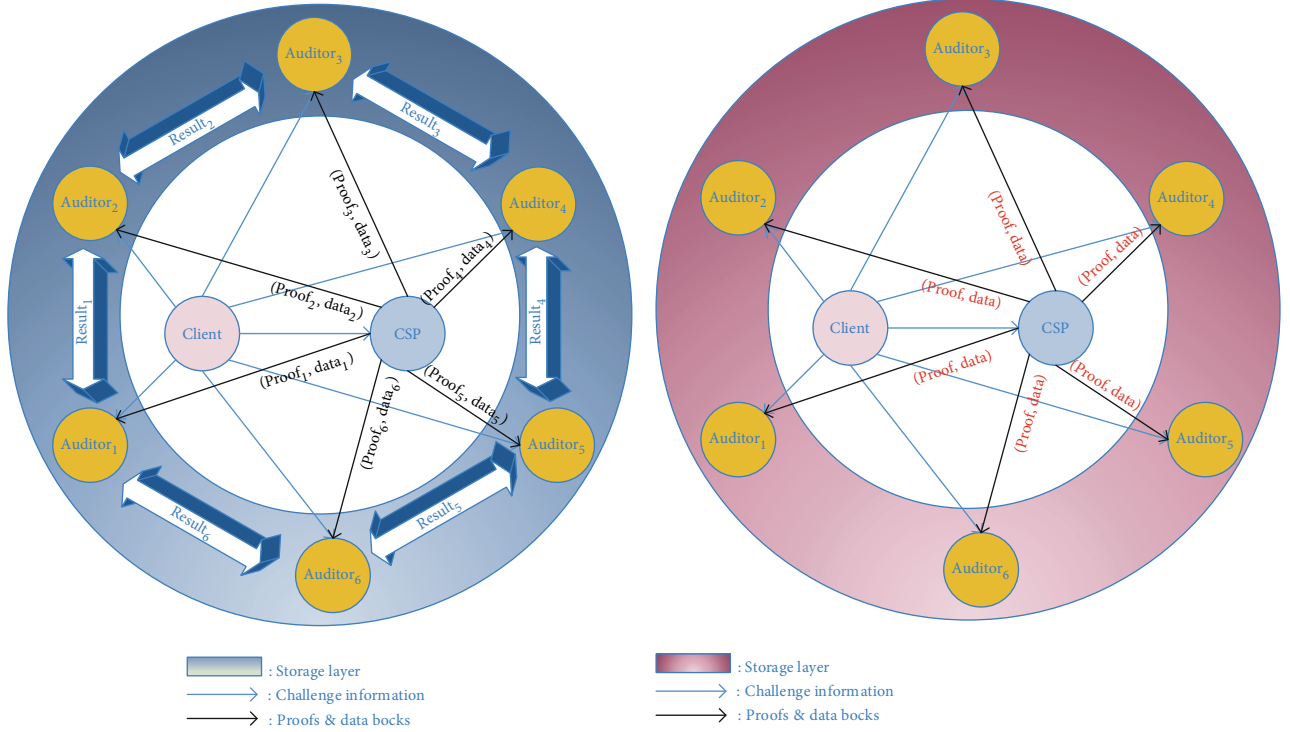 Auditor3
Result2
Result3
Auditor2
Auditor4
(Proof3, data3)
(Proof4, data4)
(Proof2, data2)
Result1
Result4
Client
CSP
(Proof1, data1)
(Proof5, data5)
(Proof6, data6)
Auditor1
Auditor5
Result6
Result5
Auditor6
: Storage layer
: Challenge information
: Proofs & data bocks
Auditor3
Auditor2
Auditor4
(Proof, data)
(Proof, data)
(Proof, data)
Client
CSP
(Proof, data)
(Proof, data)
(Proof, data)
Auditor1
Auditor5
Auditor6
: Storage layer
: Challenge information
: Proofs & data bocks